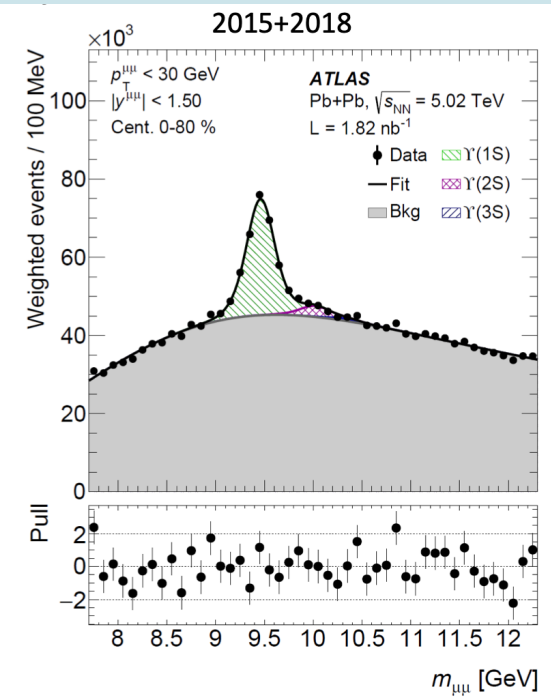 2015+2018
×10³
Weighted events / 100 MeV
p_T^μμ < 30 GeV
|y^μμ| < 1.50
Cent. 0-80 %
ATLAS
Pb+Pb, √s_NN = 5.02 TeV
L = 1.82 nb⁻¹
Data ϒ(1S)
Fit ϒ(2S)
Bkg ϒ(3S)
100
80
60
40
20
0
Pull
2
0
−2
8 8.5 9 9.5 10 10.5 11 11.5 12
m_μμ [GeV]